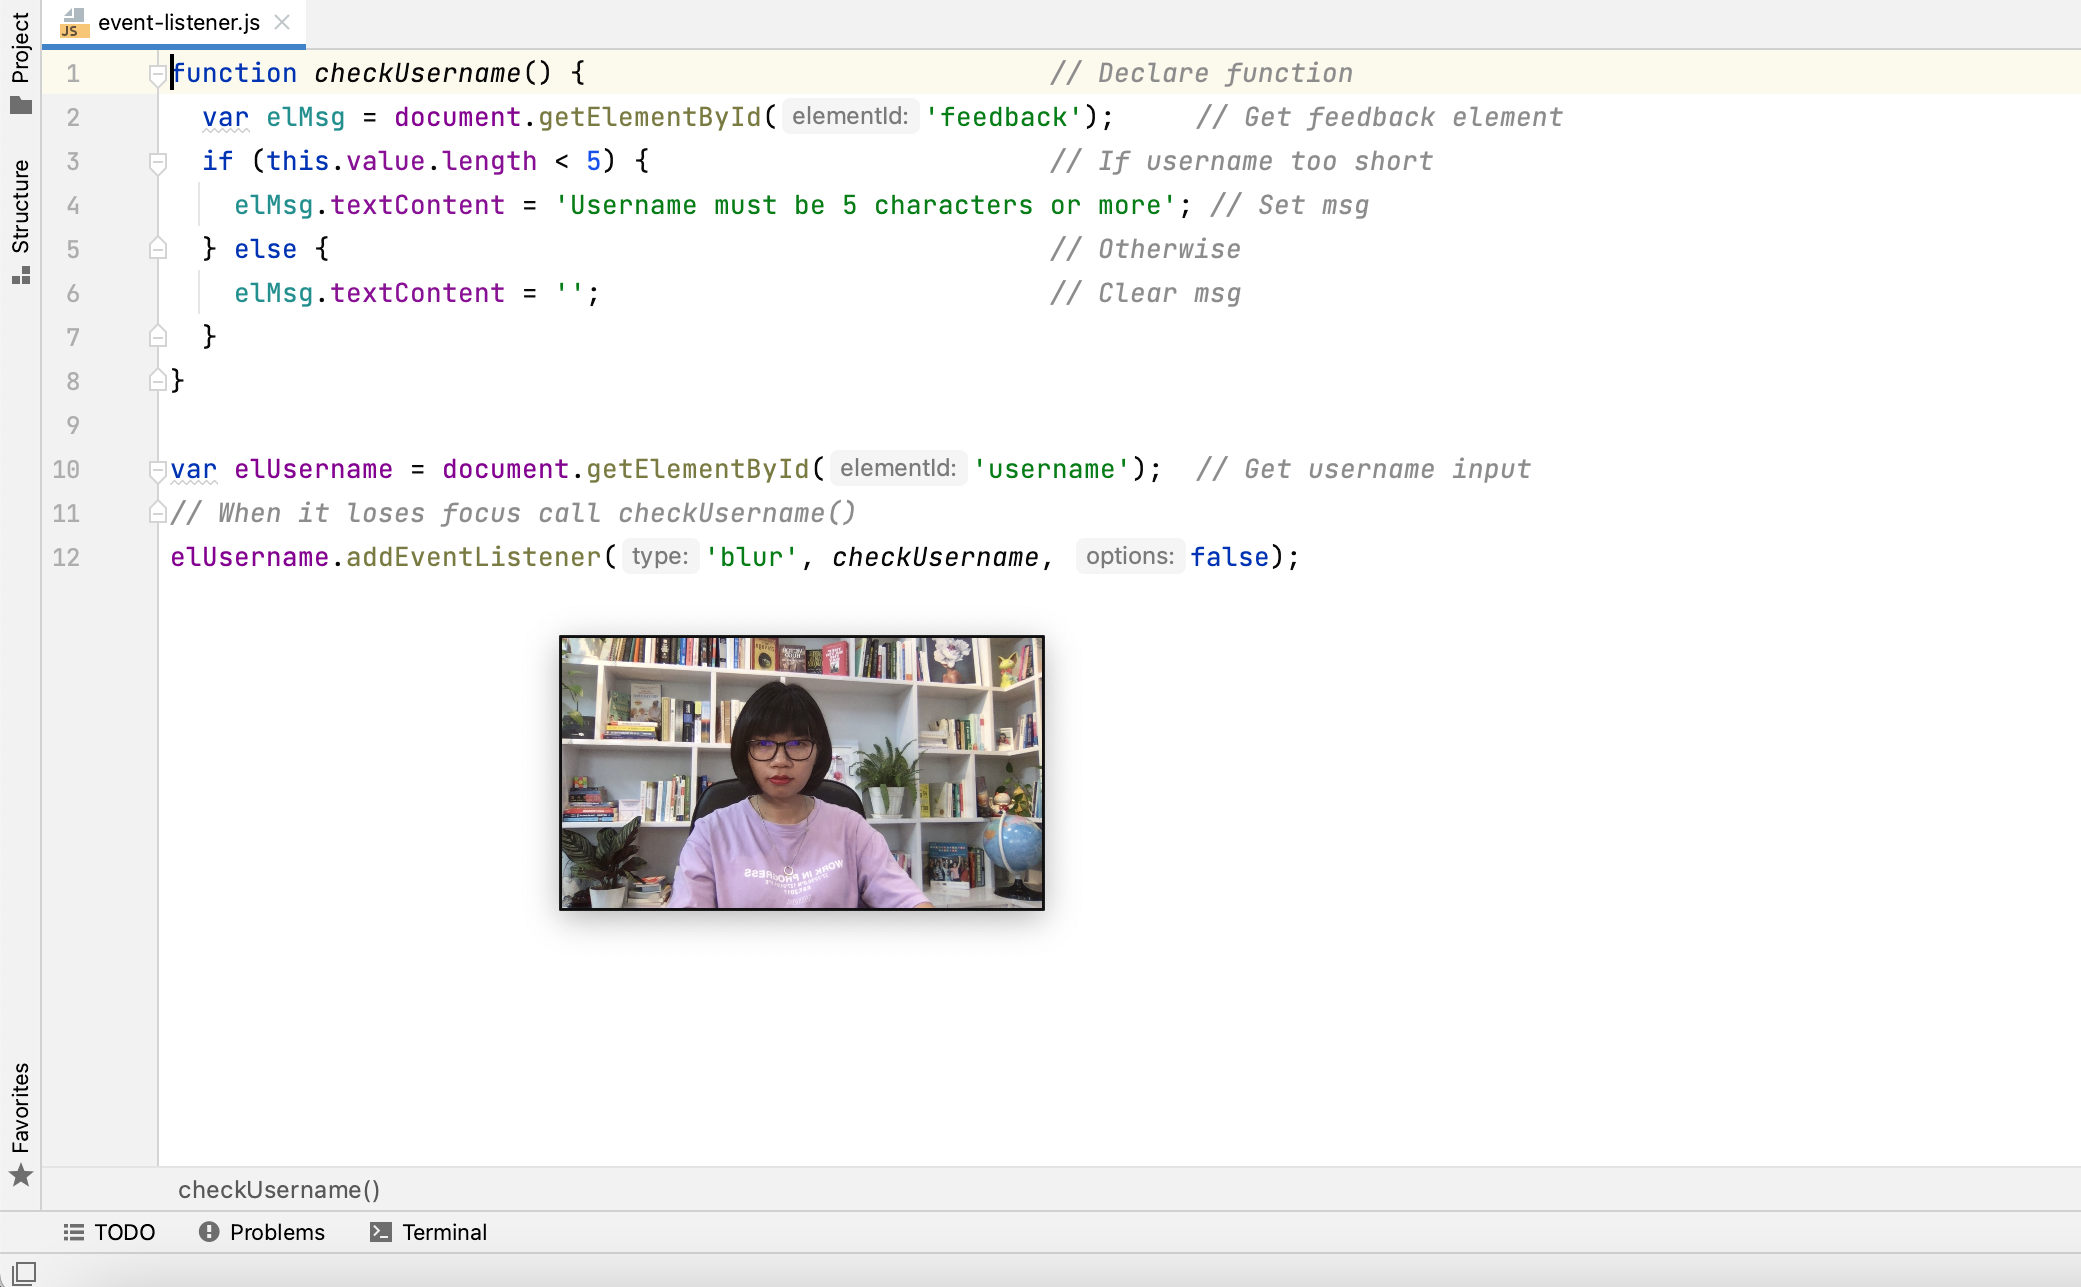 Project
Structure
Favorites
JS event-listener.js
1 function checkUsername() { // Declare function
2 var elMsg = document.getElementById( elementId: 'feedback'); // Get feedback element
3 if (this.value.length < 5) { // If username too short
4 elMsg.textContent = 'Username must be 5 characters or more'; // Set msg
5 } else { // Otherwise
6 elMsg.textContent = ''; // Clear msg
7 }
8 }
9
10 var elUsername = document.getElementById( elementId: 'username'); // Get username input
11 // When it loses focus call checkUsername()
12 elUsername.addEventListener( type: 'blur', checkUsername, options: false);
WORK IN PROGRESS
checkUsername()
TODO Problems Terminal